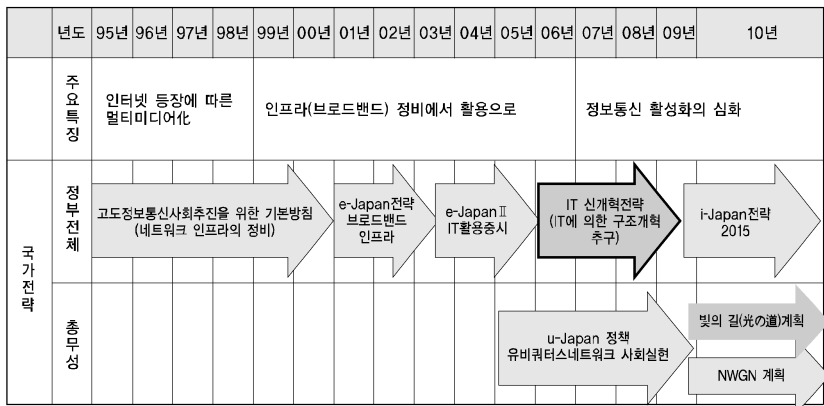 년도 95년 96년 97년 98년 99년 00년 01년 02년 03년 04년 05년 06년 07년 08년 09년 10년
주요특징
인터넷 등장에 따른
멀티미디어化
인프라(브로드밴드) 정비에서 활용으로
정보통신 활성화의 심화
국가전략
정부전체
고도정보통신사회추진을 위한 기본방침
(네트워크 인프라의 정비)
e-Japan전략
브로드밴드
인프라
e-JapanⅡ
IT활용중시
IT 신개혁전략
(IT에 의한 구조개혁
추구)
i-Japan전략
2015
총무성
u-Japan 정책
유비쿼터스네트워크 사회실현
빛의 길(光の道)계획
NWGN 계획